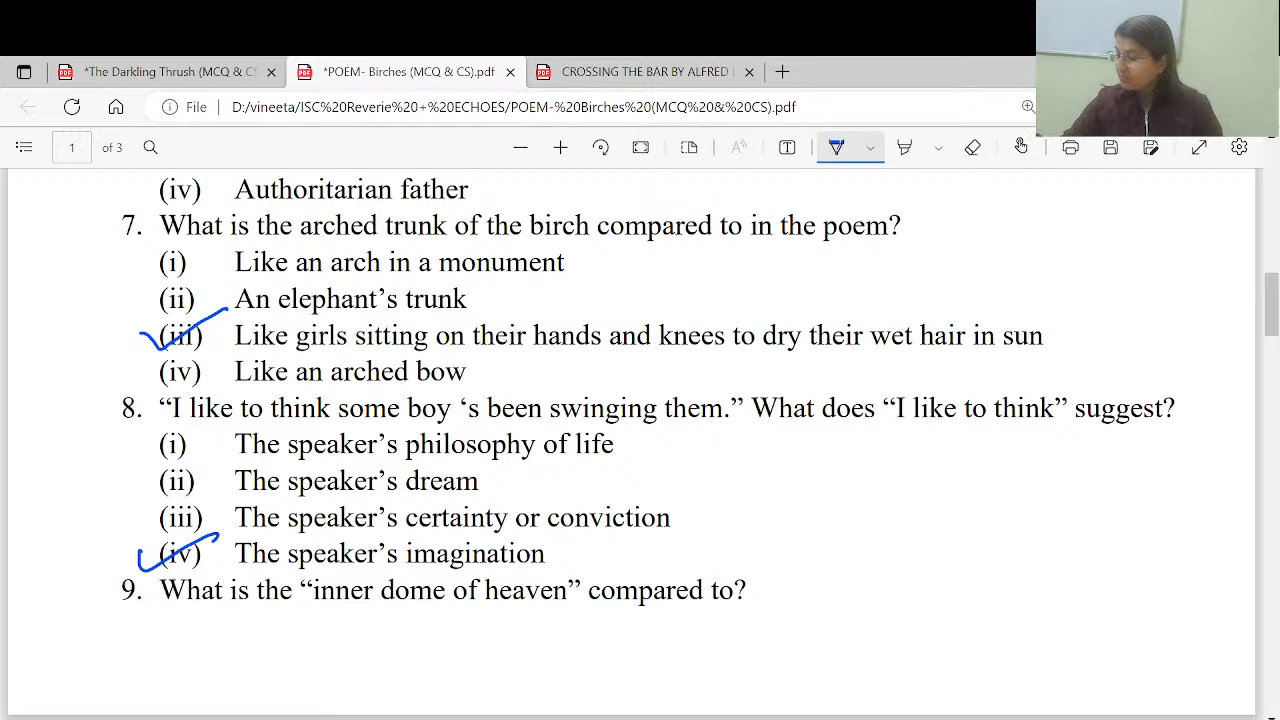 *The Darkling Thrush (MCQ & CS
*POEM- Birches (MCQ & CS).pdf
CROSSING THE BAR BY ALFRED L
File
D:/vineeta/ISC%20Reverie%20+%20ECHOES/POEM-%20Birches%20(MCQ%20&%20CS).pdf
1 of 3
(iv) Authoritarian father
7. What is the arched trunk of the birch compared to in the poem?
(i) Like an arch in a monument
(ii) An elephant’s trunk
(iii) Like girls sitting on their hands and knees to dry their wet hair in sun
(iv) Like an arched bow
8. “I like to think some boy ‘s been swinging them.” What does “I like to think” suggest?
(i) The speaker’s philosophy of life
(ii) The speaker’s dream
(iii) The speaker’s certainty or conviction
(iv) The speaker’s imagination
9. What is the “inner dome of heaven” compared to?